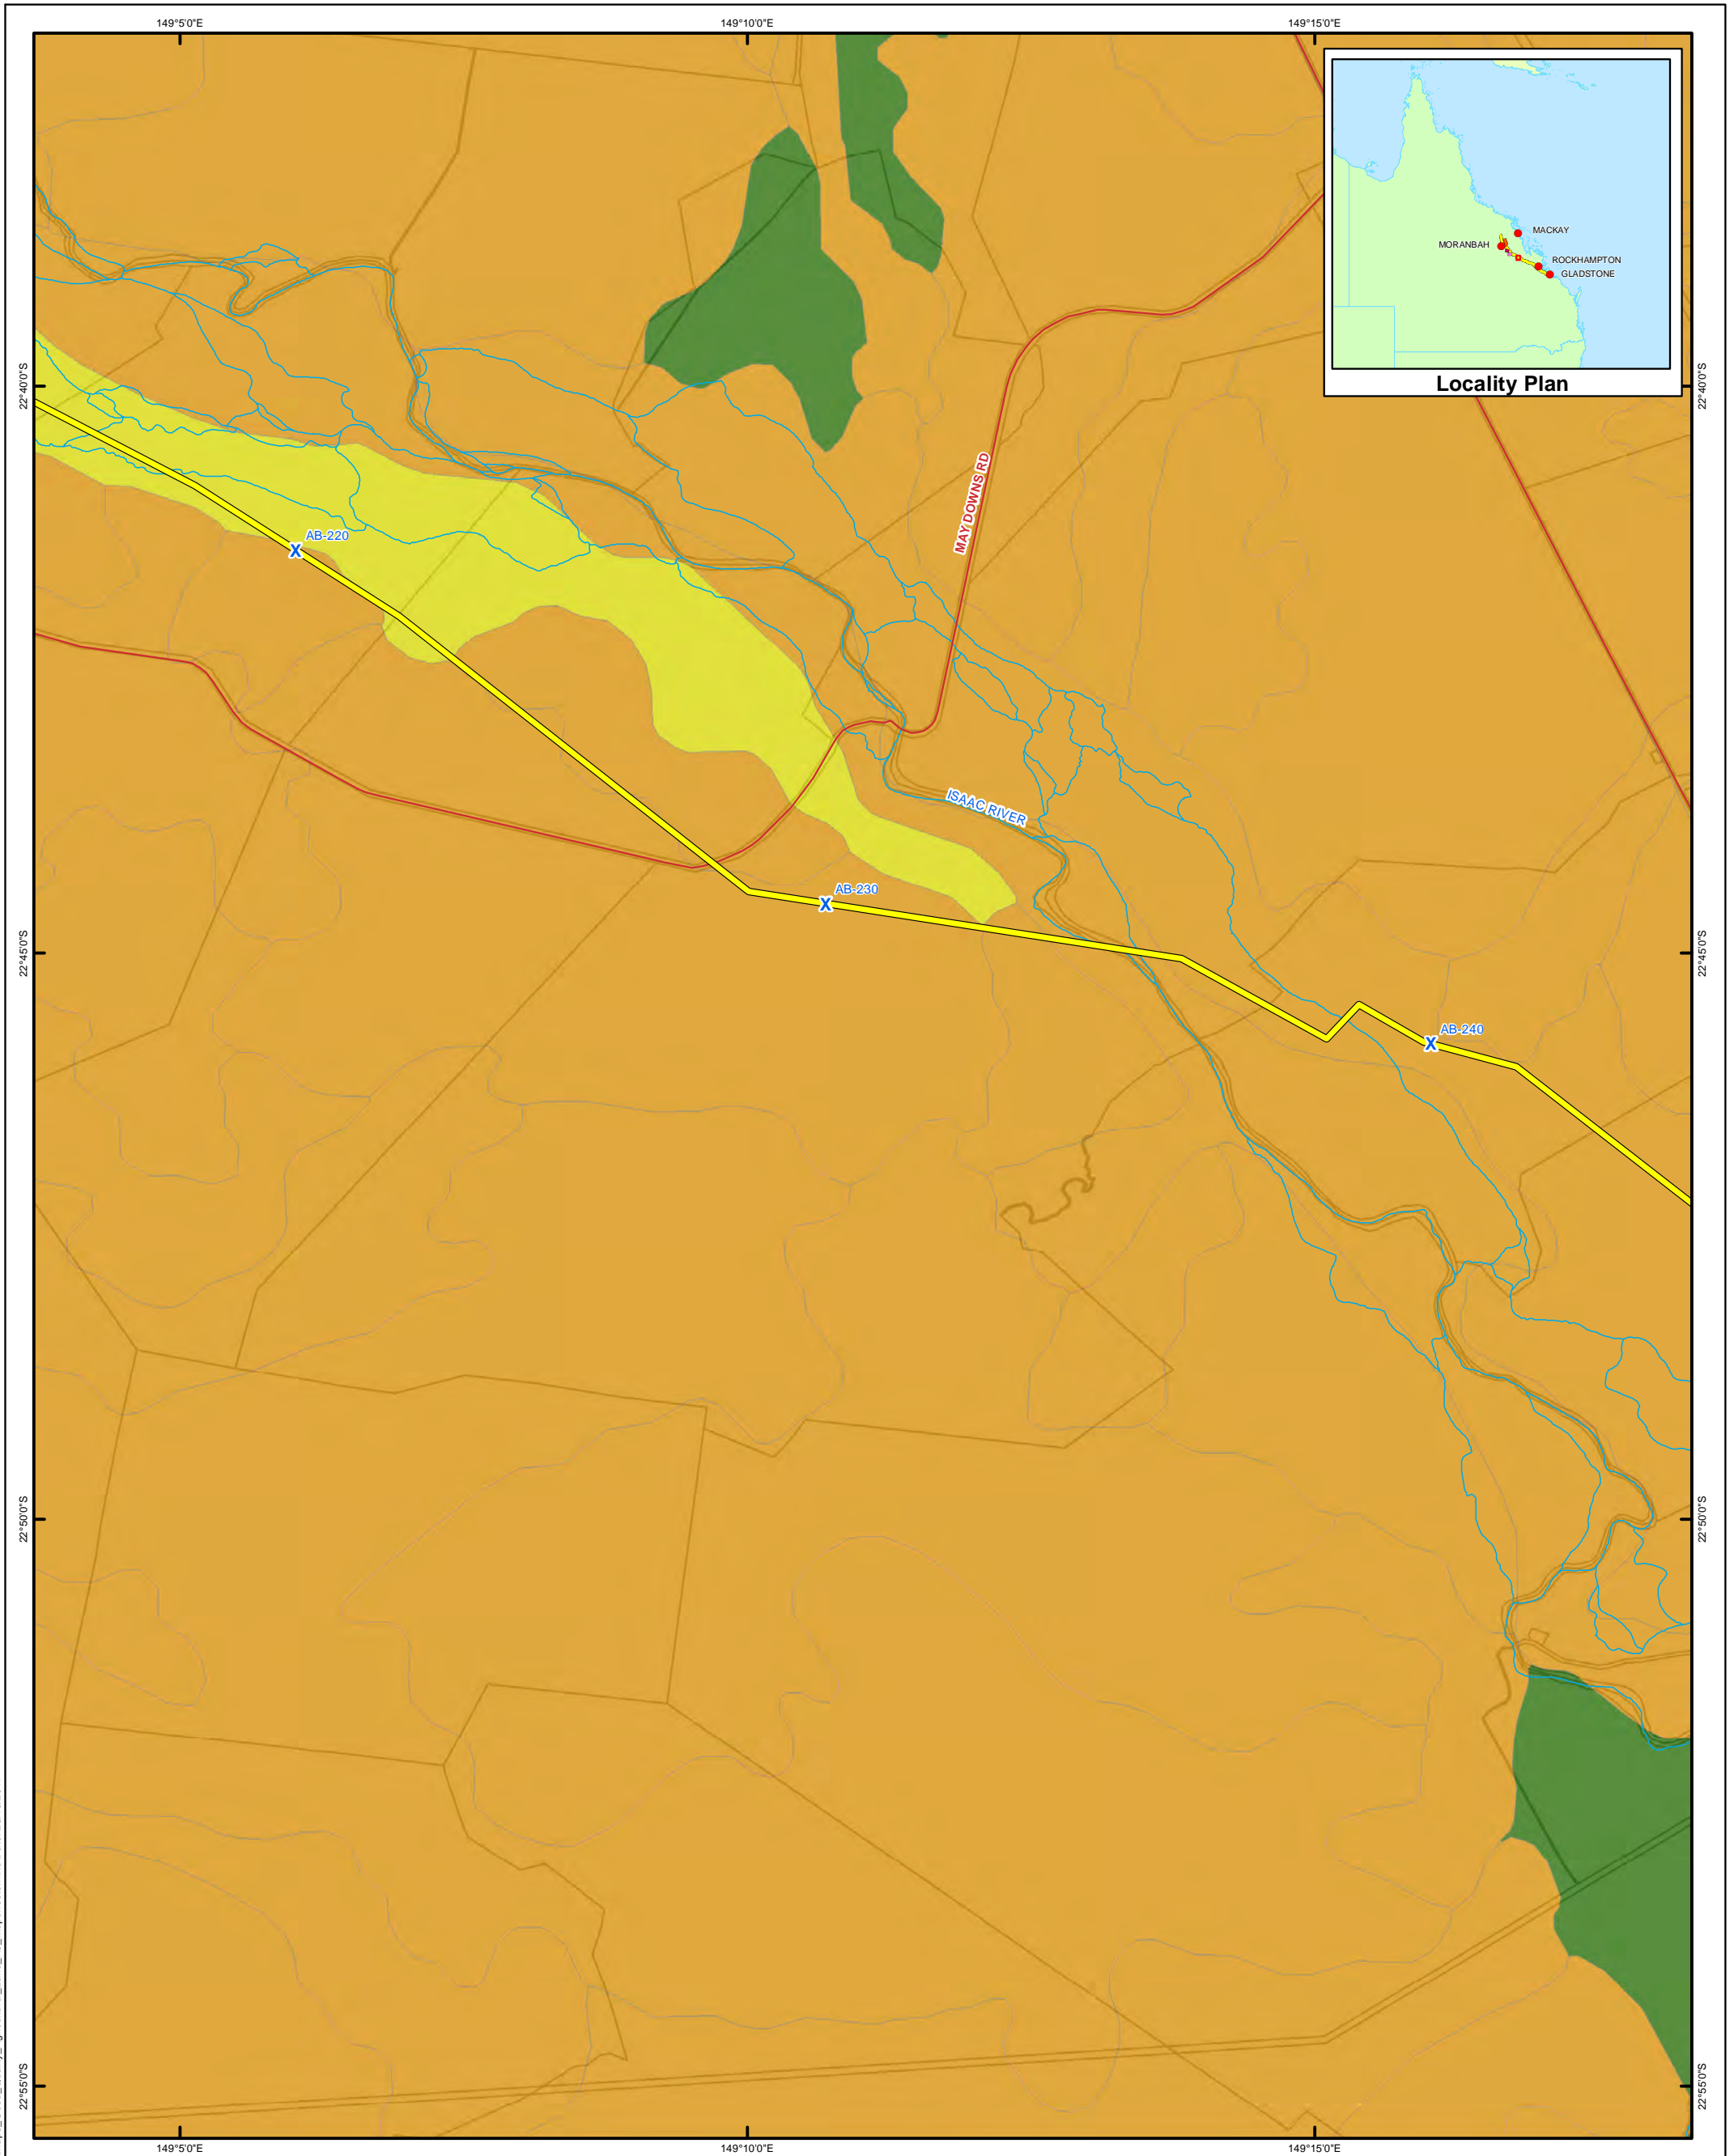 149°5'0"E
149°10'0"E
149°15'0"E
MACKAY
MORANBAH
ROCKHAMPTON
GLADSTONE
Locality Plan
22°40'0"S
22°40'0"S
MAY DOWNS RD
AB-220
X
ISAAC RIVER
AB-230
X
22°45'0"S
22°45'0"S
AB-240
X
22°50'0"S
22°50'0"S
22°55'0"S
22°55'0"S
149°5'0"E
149°10'0"E
149°15'0"E